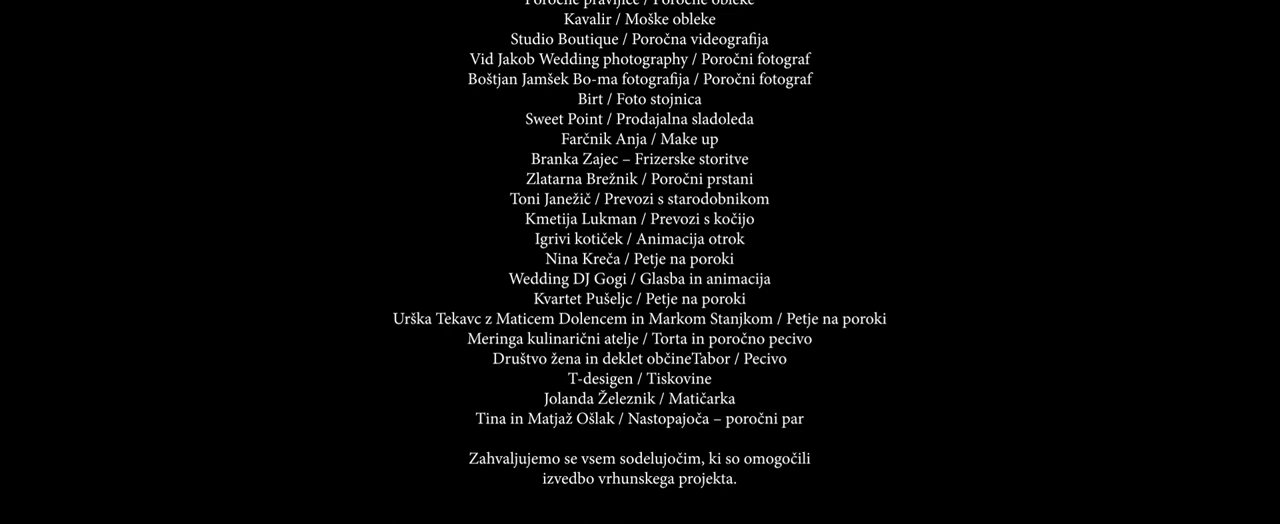 Poročne pravljice / Poročne obleke
Kavalir / Moške obleke
Studio Boutique / Poročna videografija
Vid Jakob Wedding photography / Poročni fotograf
Boštjan Jamšek Bo-ma fotografija / Poročni fotograf
Birt / Foto stojnica
Sweet Point / Prodajalna sladoleda
Farčnik Anja / Make up
Branka Zajec – Frizerske storitve
Zlatarna Brežnik / Poročni prstani
Toni Janežič / Prevozi s starodobnikom
Kmetija Lukman / Prevozi s kočijo
Igrivi kotiček / Animacija otrok
Nina Kreča / Petje na poroki
Wedding DJ Gogi / Glasba in animacija
Kvartet Pušeljc / Petje na poroki
Urška Tekavc z Maticem Dolencem in Markom Stanjkom / Petje na poroki
Meringa kulinarični atelje / Torta in poročno pecivo
Društvo žena in deklet občineTabor / Pecivo
T-desigen / Tiskovine
Jolanda Železnik / Matičarka
Tina in Matjaž Ošlak / Nastopajoča – poročni par
Zahvaljujemo se vsem sodelujočim, ki so omogočili
izvedbo vrhunskega projekta.